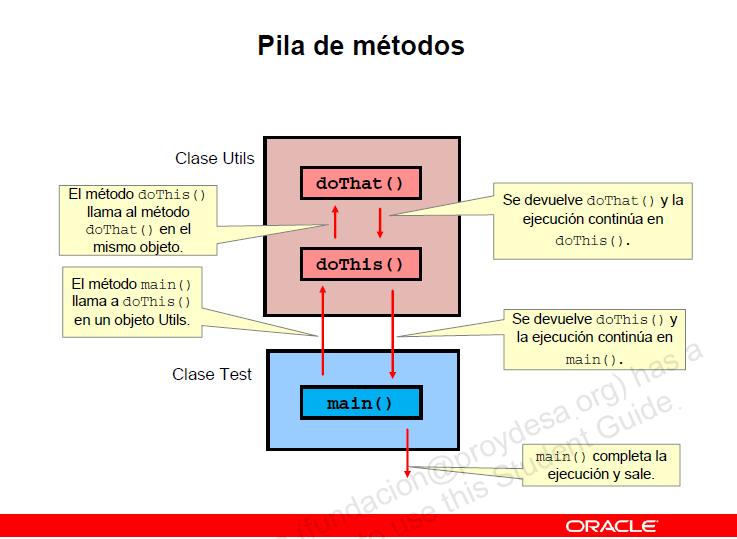 Pila de métodos
Clase Utils
doThat()
El método doThis()
llama al método
doThat() en el
mismo objeto.
Se devuelve doThat() y la
ejecución continúa en
doThis().
doThis()
El método main()
llama a doThis()
en un objeto Utils.
Se devuelve doThis() y
la ejecución continúa en
main().
Clase Test
main()
main() completa la
ejecución y sale.
(fundacion@proydesa.org) has a
to use this Student Guide.
ORACLE